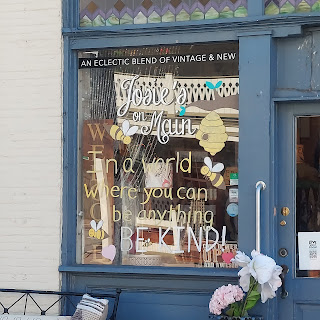 AN ECLECTIC BLEND OF VINTAGE & NEW
Josie's
on
Main
In a world
where you can
be anything
BE KIND!